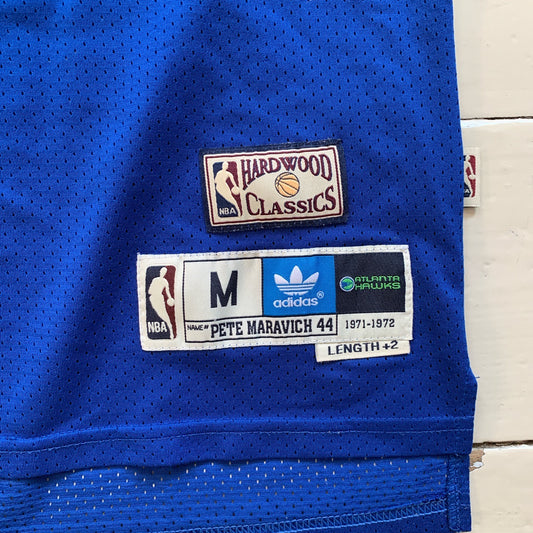 HARDWOOD
CLASSICS
NBA
NBA
M
adidas®
ATLANTA
HAWKS
NAME# PETE MARAVICH 44
1971-1972
LENGTH +2